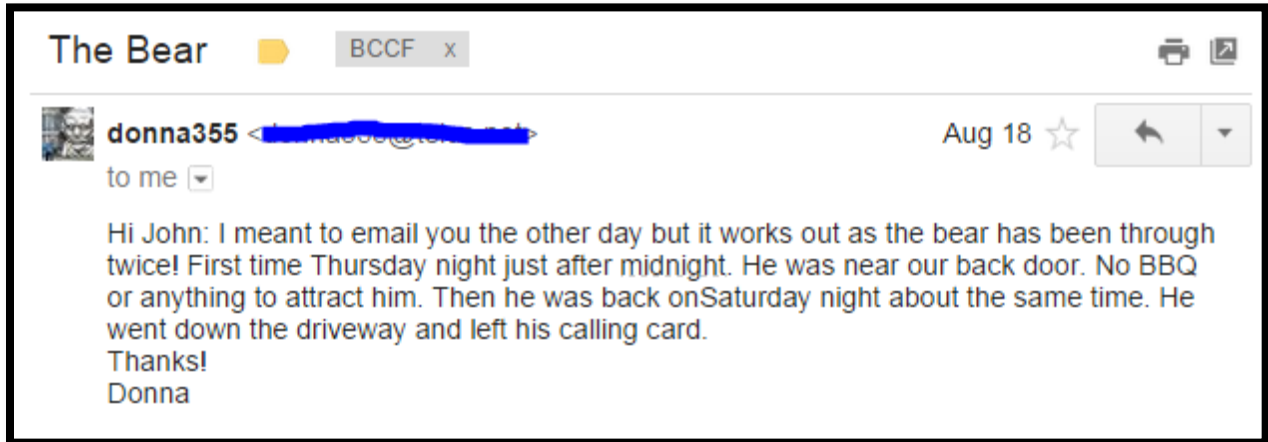 The Bear BCCF x
donna355 < >
Aug 18
to me
Hi John: I meant to email you the other day but it works out as the bear has been through
twice! First time Thursday night just after midnight. He was near our back door. No BBQ
or anything to attract him. Then he was back onSaturday night about the same time. He
went down the driveway and left his calling card.
Thanks!
Donna